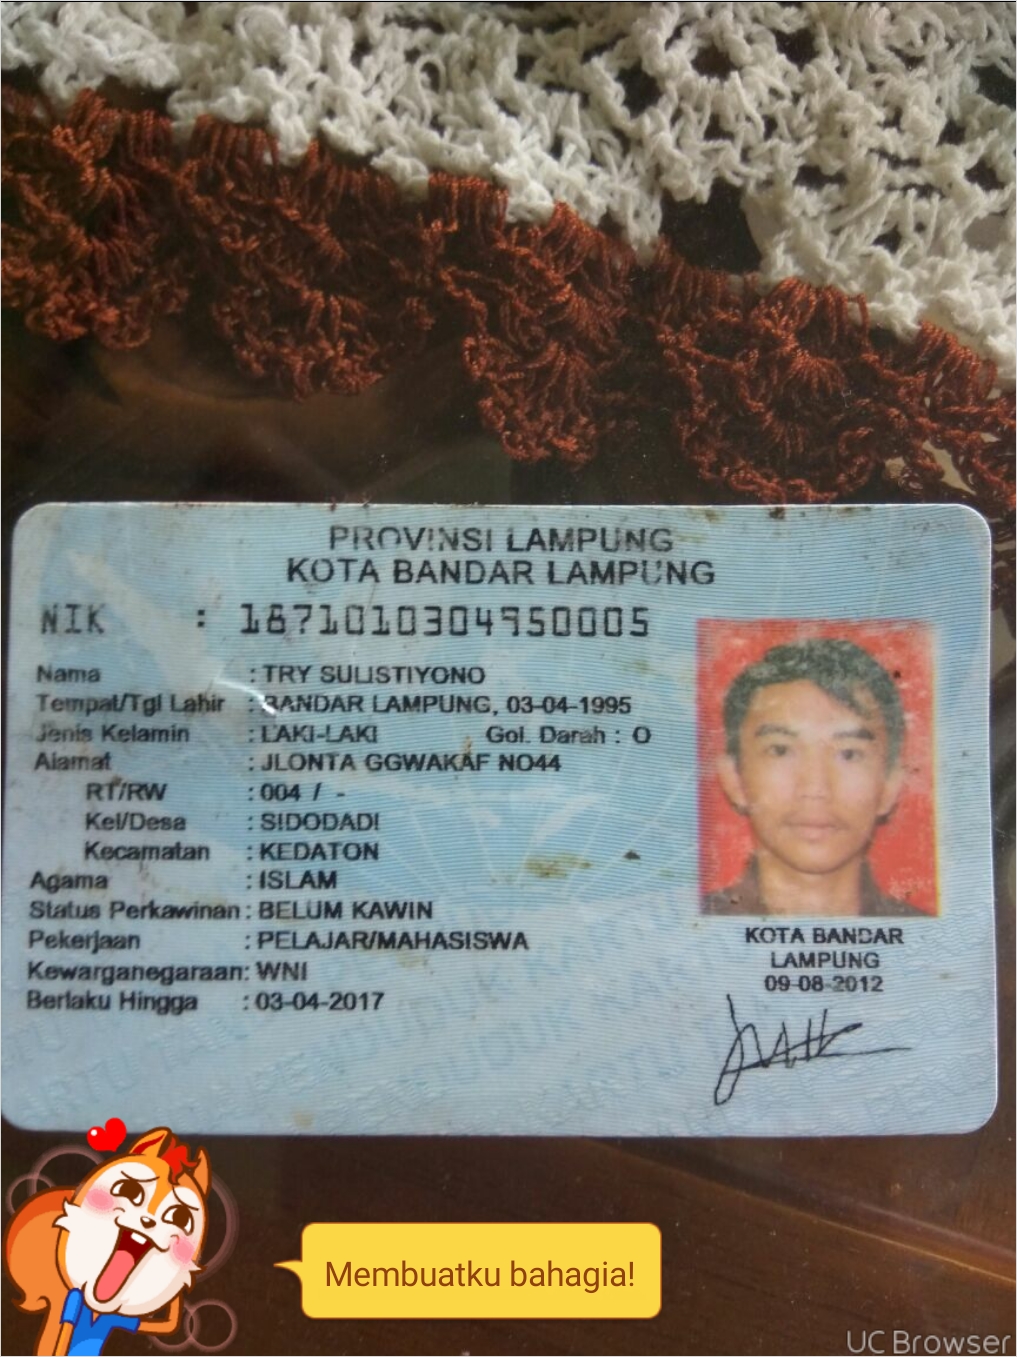 PROVINSI LAMPUNG
KOTA BANDAR LAMPUNG
NIK : 1871010304950005
Nama : TRY SULISTIYONO
Tempat/Tgl Lahir : BANDAR LAMPUNG, 03-04-1995
Jenis Kelamin : LAKI-LAKI Gol. Darah : O
Alamat : JLONTA GGWAKAF NO44
RT/RW : 004 / -
Kel/Desa : SIDODADI
Kecamatan : KEDATON
Agama : ISLAM
Status Perkawinan : BELUM KAWIN
Pekerjaan : PELAJAR/MAHASISWA
Kewarganegaraan : WNI
Berlaku Hingga : 03-04-2017
KOTA BANDAR
LAMPUNG
09-08-2012
Membuatku bahagia!
UC Browser